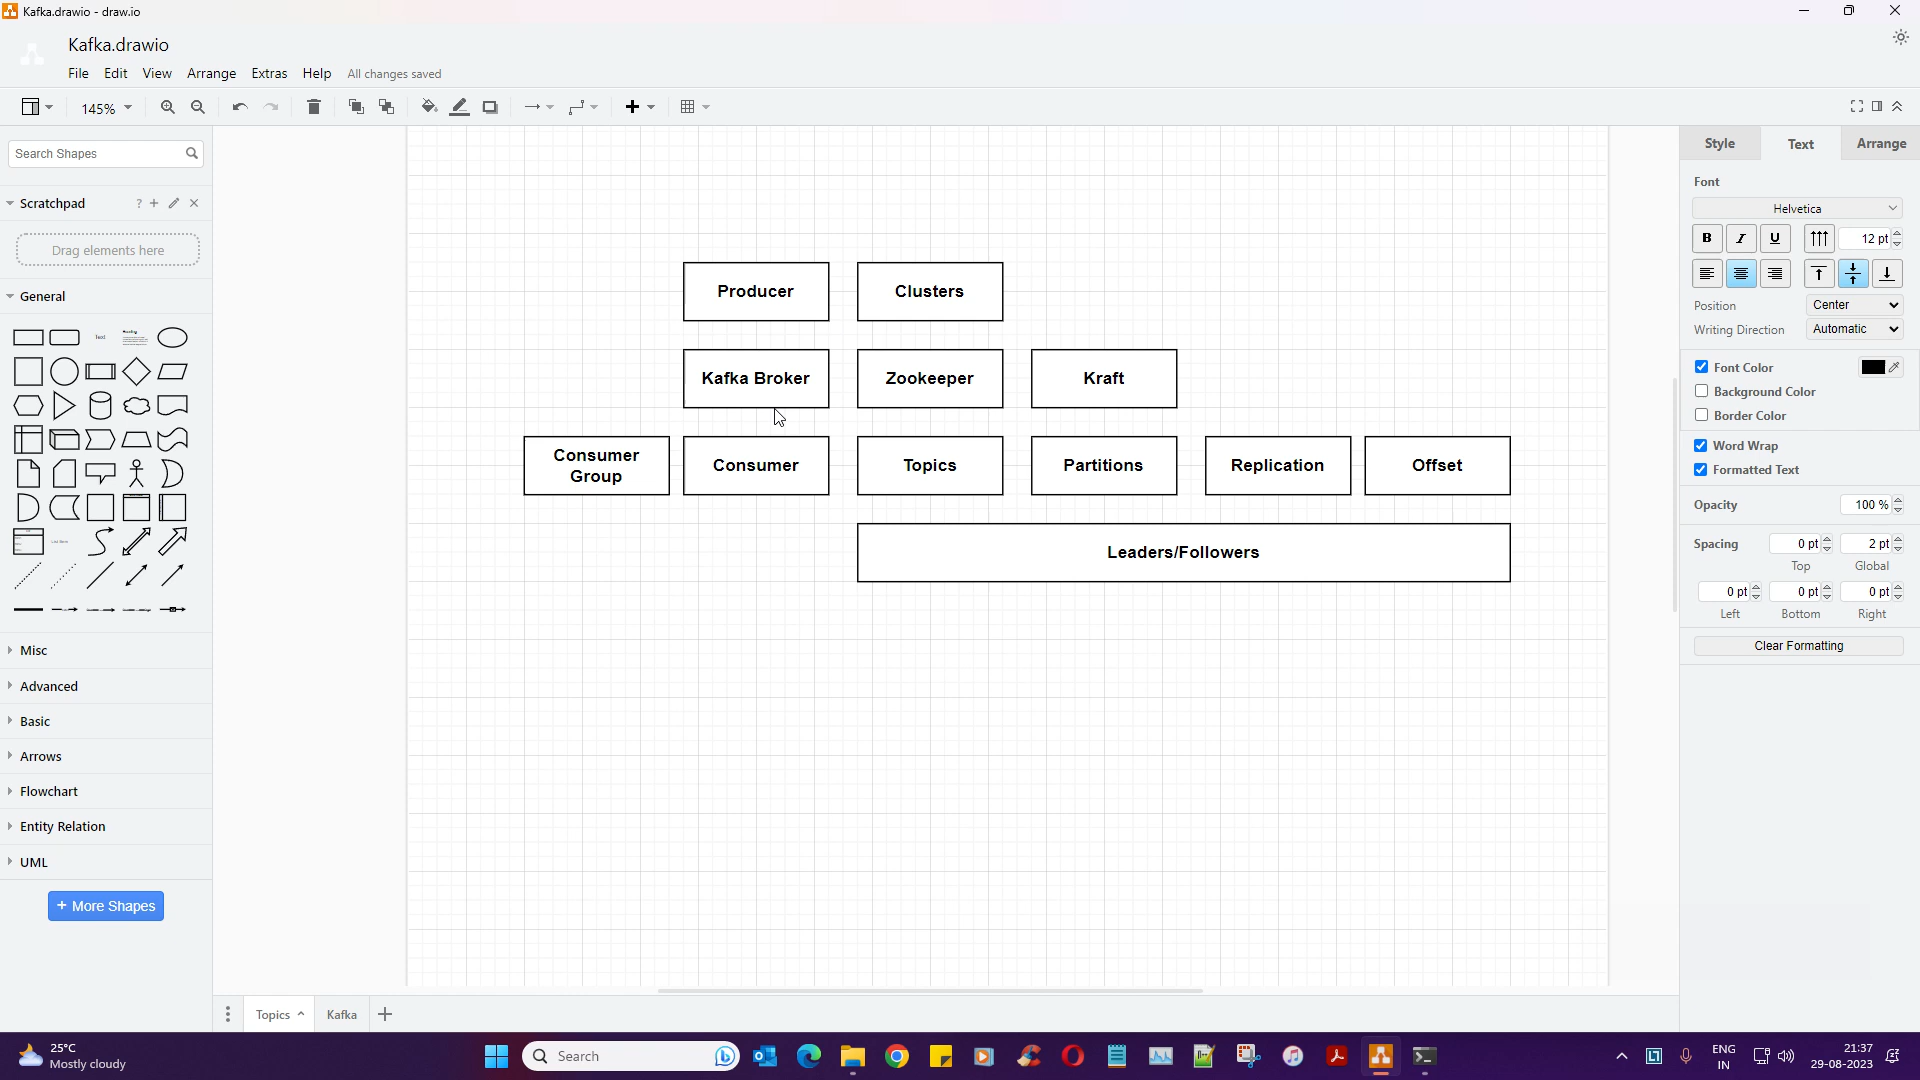 Kafka.drawio - draw.io
Kafka.drawio
File Edit View Arrange Extras Help All changes saved
145%
Search Shapes
Scratchpad ? + 
Drag elements here
General
Text
Heading
Misc
Advanced
Basic
Arrows
Flowchart
Entity Relation
UML
+ More Shapes
Producer
Clusters
Kafka Broker
Zookeeper
Kraft
Consumer
Group
Consumer
Topics
Partitions
Replication
Offset
Leaders/Followers
Style Text Arrange
Font
Helvetica
B I U 12 pt
Position Center
Writing Direction Automatic
Font Color
Background Color
Border Color
Word Wrap
Formatted Text
Opacity 100 %
Spacing 0 pt 2 pt
Top Global
0 pt 0 pt 0 pt
Left Bottom Right
Clear Formatting
Topics Kafka
25°C
Mostly cloudy
Search
ENG
IN
21:37
29-08-2023